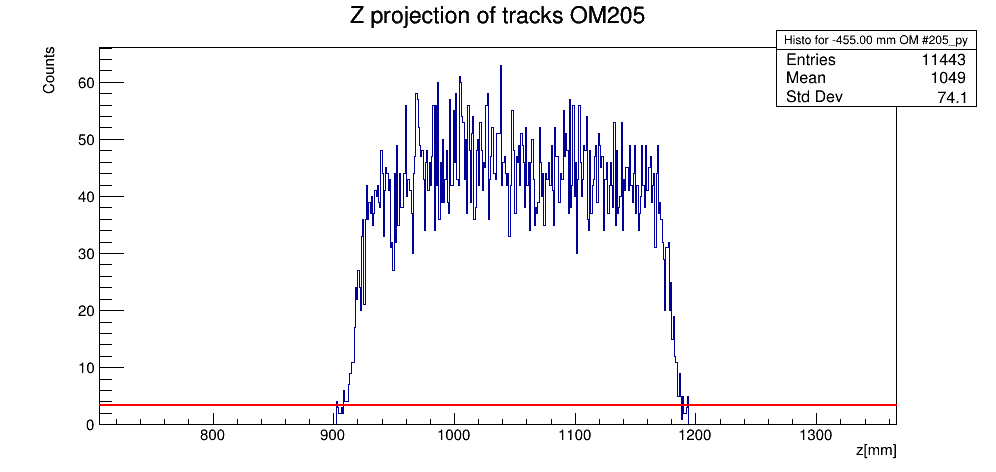 Z projection of tracks OM205
Histo for -455.00 mm OM #205_py
Entries 11443
Mean 1049
Std Dev 74.1
Counts
60
50
40
30
20
10
0
800 900 1000 1100 1200 1300
z[mm]